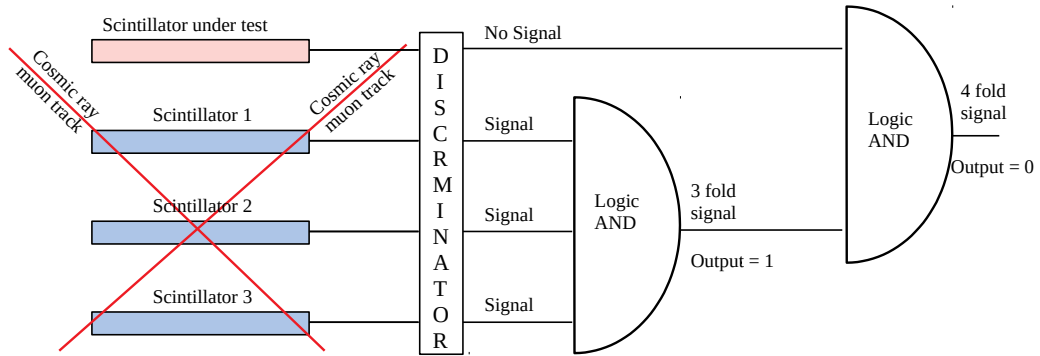 Scintillator under test
Cosmic ray
muon track
Cosmic ray
muon track
Scintillator 1
Scintillator 2
Scintillator 3
D
I
S
C
R
M
I
N
A
T
O
R
No Signal
Signal
Signal
Signal
Logic
AND
3 fold
signal
Output = 1
Logic
AND
4 fold
signal
Output = 0